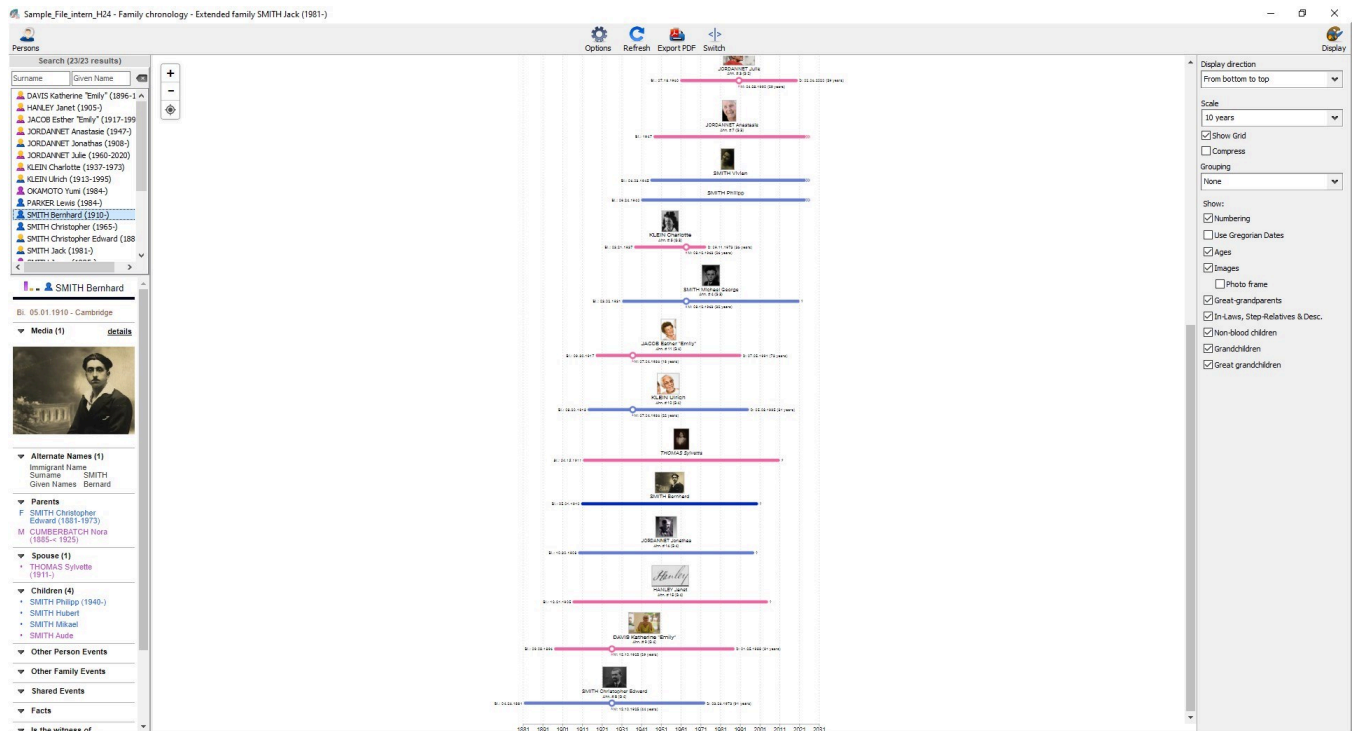 Sample_File_intern_H24 - Family chronology - Extended family SMITH Jack (1981-)
Persons
Options
Refresh
Export PDF
Switch
Display
Search (23/23 results)
Surname
Given Name
DAVIS Katherine "Emily" (1896-1
HANLEY Janet (1905-)
JACOB Esther "Emily" (1917-199
JORDANNET Anastasie (1947-)
JORDANNET Jonathas (1908-)
JORDANNET Julie (1960-2020)
KLEIN Charlotte (1937-1973)
KLEIN Ulrich (1913-1995)
OKAMOTO Yumi (1984-)
PARKER Lewis (1984-)
SMITH Bernhard (1910-)
SMITH Christopher (1965-)
SMITH Christopher Edward (188
SMITH Jack (1981-)
SMITH Bernhard
Bi. 05.01.1910 - Cambridge
Media (1)
details
Alternate Names (1)
Immigrant Name
Surname SMITH
Given Names Bernard
Parents
F SMITH Christopher
Edward (1881-1973)
M CUMBERBATCH Nora
(1885-< 1925)
Spouse (1)
• THOMAS Sylvette
(1911-)
Children (4)
• SMITH Philipp (1940-)
• SMITH Hubert
• SMITH Mikael
• SMITH Aude
Other Person Events
Other Family Events
Shared Events
Facts
Is the witness of
+
−
JORDANNET Julie
JORDANNET Anastasie
Bi.: 1947
SMITH Vivian
SMITH Philipp
KLEIN Charlotte
SMITH Michael George
JACOB Esther "Emily"
KLEIN Ulrich
THOMAS Sylvette
SMITH Bernhard
JORDANNET Jonathas
Hanley
HANLEY Janet
DAVIS Katherine "Emily"
SMITH Christopher Edward
1881 1891 1901 1911 1921 1931 1941 1951 1961 1971 1981 1991 2001 2011 2021 2031
Display direction
From bottom to top
Scale
10 years
Show Grid
Compress
Grouping
None
Show:
Numbering
Use Gregorian Dates
Ages
Images
Photo frame
Great-grandparents
In-Laws, Step-Relatives & Desc.
Non-blood children
Grandchildren
Great grandchildren